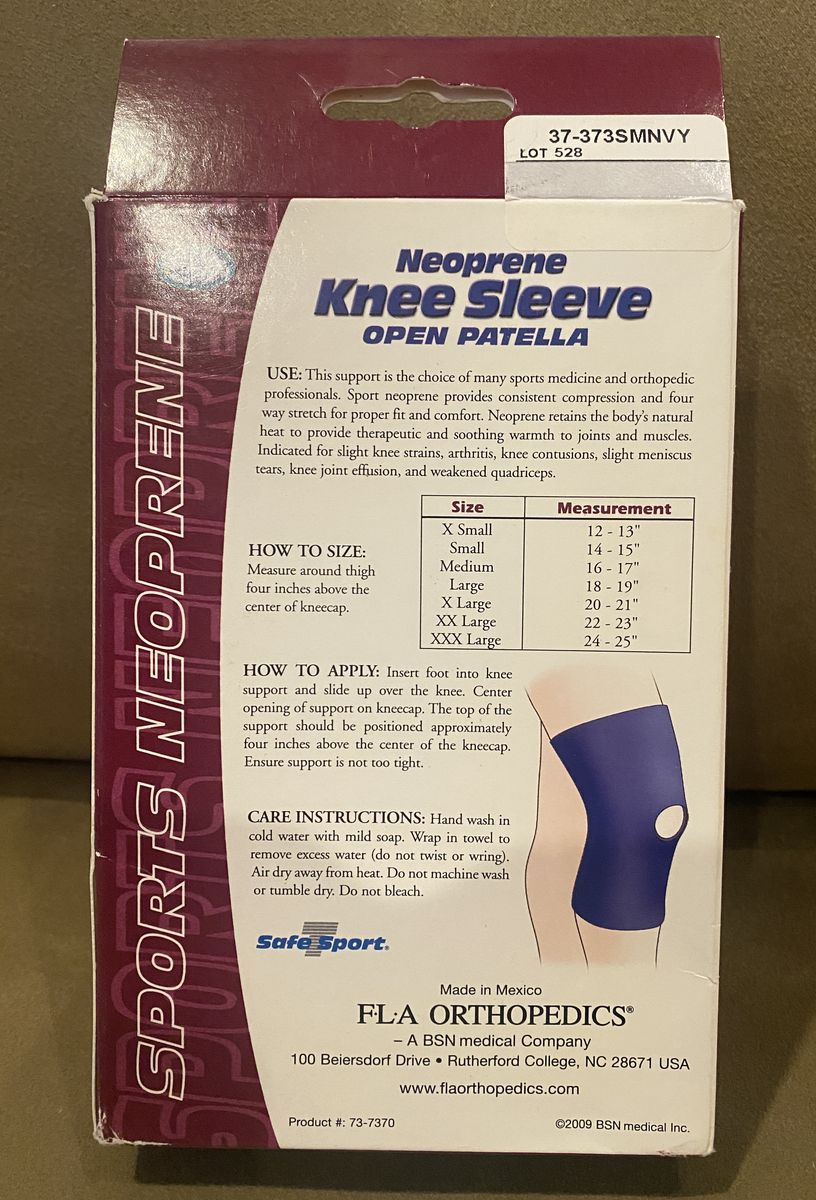 37-373SMNVY
LOT 528
SPORTS NEOPRENE
Neoprene
Knee Sleeve
OPEN PATELLA
USE: This support is the choice of many sports medicine and orthopedic
professionals. Sport neoprene provides consistent compression and four
way stretch for proper fit and comfort. Neoprene retains the body's natural
heat to provide therapeutic and soothing warmth to joints and muscles.
Indicated for slight knee strains, arthritis, knee contusions, slight meniscus
tears, knee joint effusion, and weakened quadriceps.
HOW TO SIZE:
Measure around thigh
four inches above the
center of kneecap.
Size Measurement
X Small 12 - 13"
Small 14 - 15"
Medium 16 - 17"
Large 18 - 19"
X Large 20 - 21"
XX Large 22 - 23"
XXX Large 24 - 25"
HOW TO APPLY: Insert foot into knee
support and slide up over the knee. Center
opening of support on kneecap. The top of the
support should be positioned approximately
four inches above the center of the kneecap.
Ensure support is not too tight.
CARE INSTRUCTIONS: Hand wash in
cold water with mild soap. Wrap in towel to
remove excess water (do not twist or wring).
Air dry away from heat. Do not machine wash
or tumble dry. Do not bleach.
Safe T Sport®
Made in Mexico
F·L·A ORTHOPEDICS®
– A BSN medical Company
100 Beiersdorf Drive • Rutherford College, NC 28671 USA
www.flaorthopedics.com
Product #: 73-7370
©2009 BSN medical Inc.